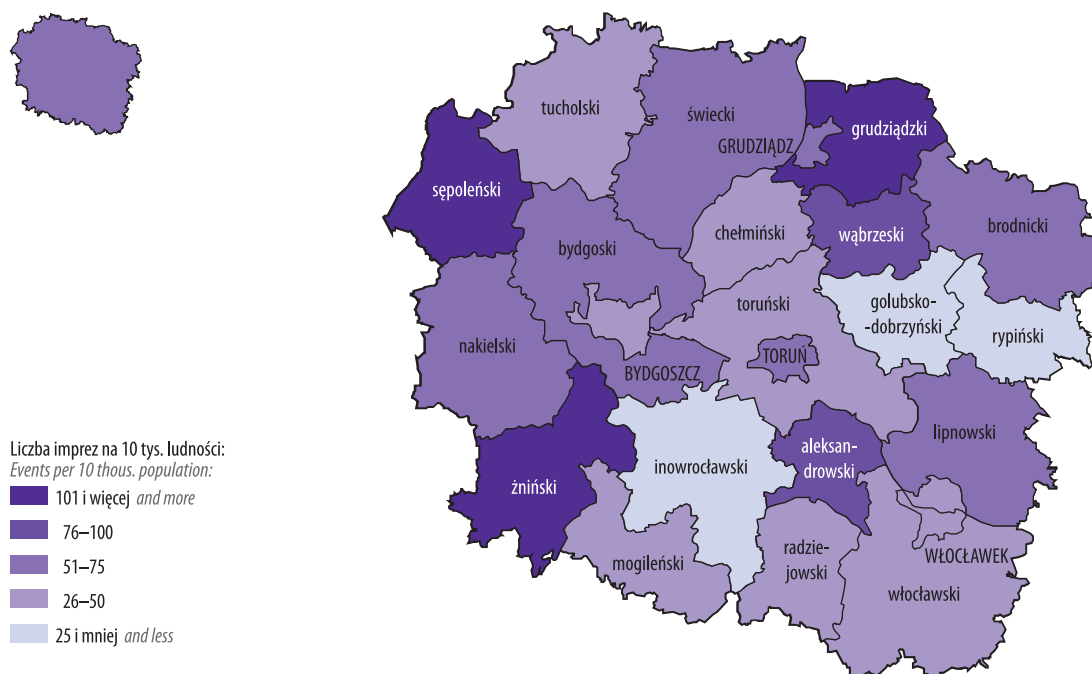 tucholski
świecki
GRUDZIĄDZ
grudziądzki
sępoleński
chełmiński
wąbrzeski
brodnicki
bydgoski
toruński
golubsko-
-dobrzyński
rypiński
nakielski
BYDGOSZCZ
TORUŃ
lipnowski
aleksan-
drowski
inowrocławski
żniński
mogileński
radzie-
jowski
WŁOCŁAWEK
włocławski
Liczba imprez na 10 tys. ludności:
Events per 10 thous. population:
101 i więcej and more
76–100
51–75
26–50
25 i mniej and less